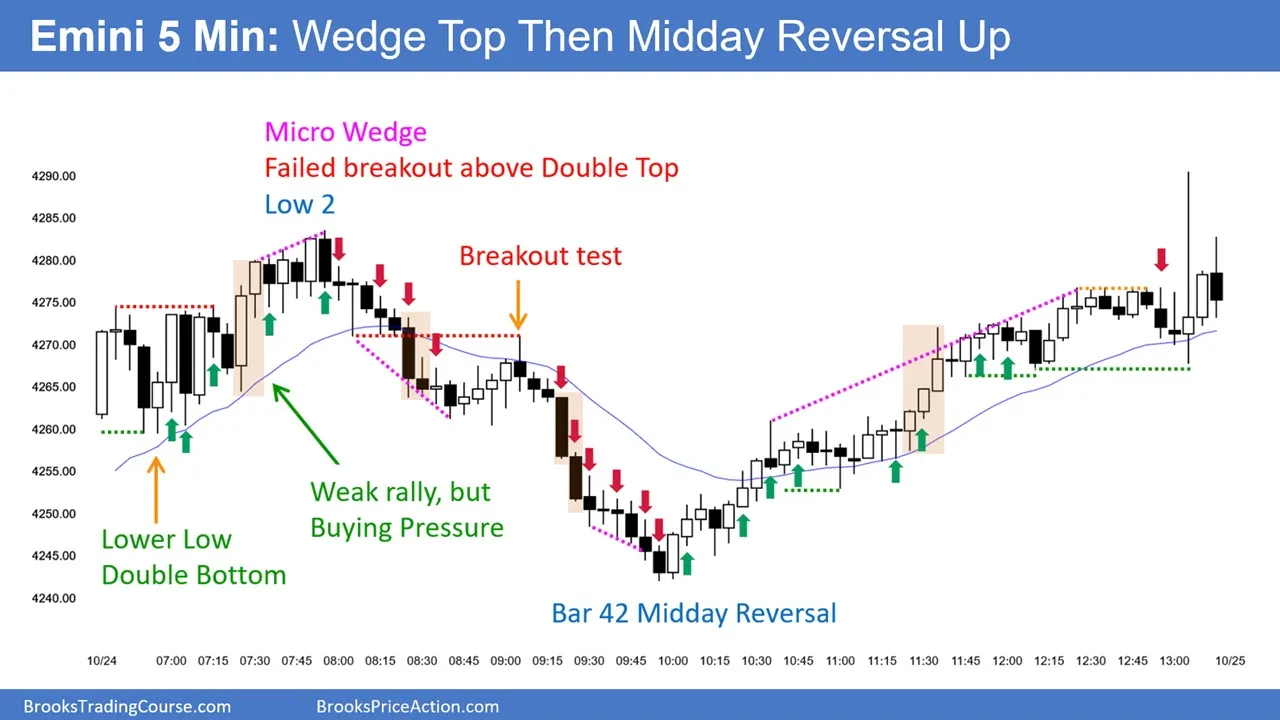 Emini 5 Min: Wedge Top Then Midday Reversal Up
Micro Wedge
Failed breakout above Double Top
Low 2
Breakout test
4290.00
4285.00
4280.00
4275.00
4270.00
4265.00
4260.00
4255.00
4250.00
4245.00
4240.00
Weak rally, but
Buying Pressure
Lower Low
Double Bottom
Bar 42 Midday Reversal
10/24 07:00 07:15 07:30 07:45 08:00 08:15 08:30 08:45 09:00 09:15 09:30 09:45 10:00 10:15 10:30 10:45 11:00 11:15 11:30 11:45 12:00 12:15 12:30 12:45 13:00 10/25
BrooksTradingCourse.com BrooksPriceAction.com